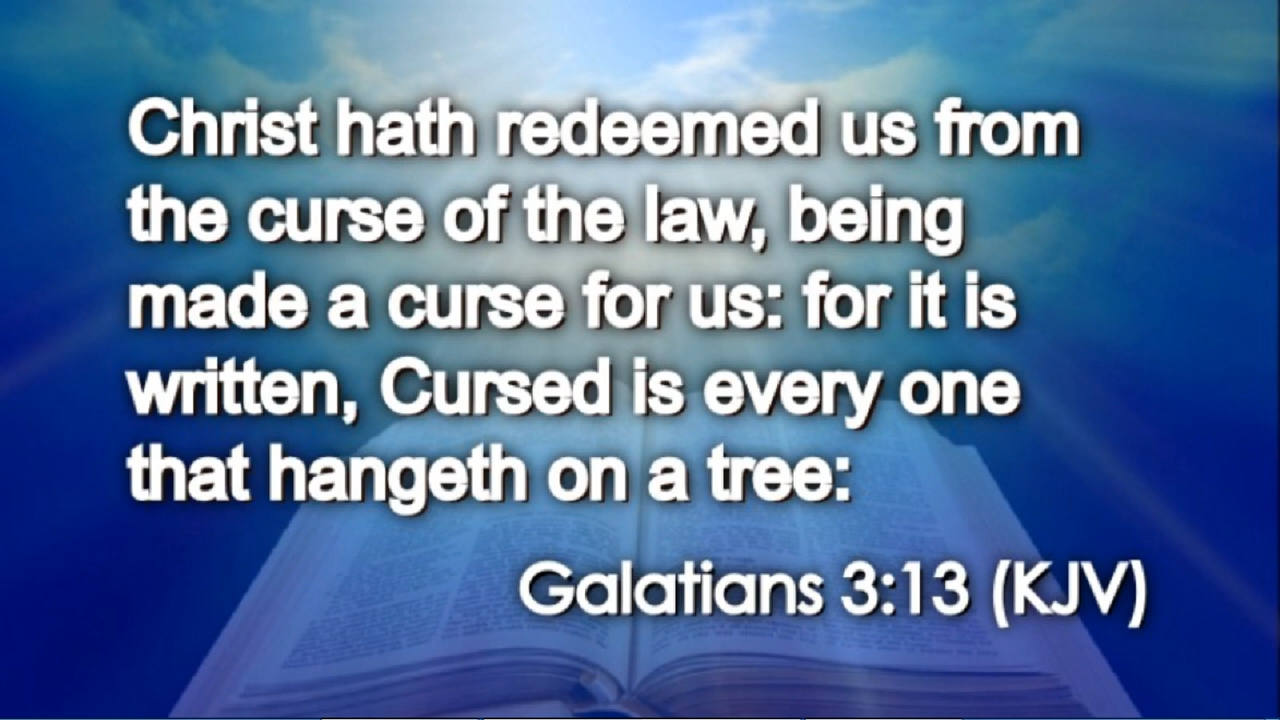 Christ hath redeemed us from
the curse of the law, being
made a curse for us: for it is
written, Cursed is every one
that hangeth on a tree:
Galatians 3:13 (KJV)